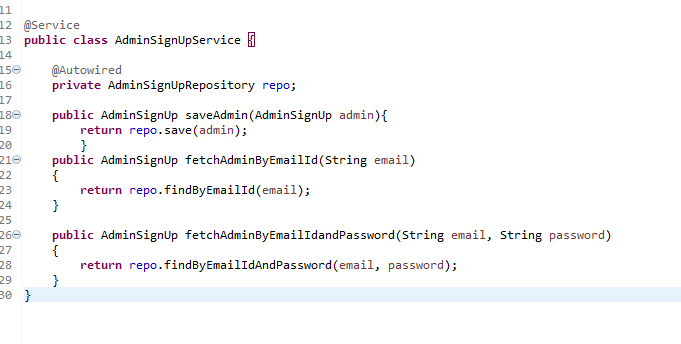 11
12 @Service
13 public class AdminSignUpService {
14
15 @Autowired
16 private AdminSignUpRepository repo;
17
18 public AdminSignUp saveAdmin(AdminSignUp admin){
19 return repo.save(admin);
20 }
21 public AdminSignUp fetchAdminByEmailId(String email)
22 {
23 return repo.findByEmailId(email);
24 }
25
26 public AdminSignUp fetchAdminByEmailIdandPassword(String email, String password)
27 {
28 return repo.findByEmailIdAndPassword(email, password);
29 }
30 }